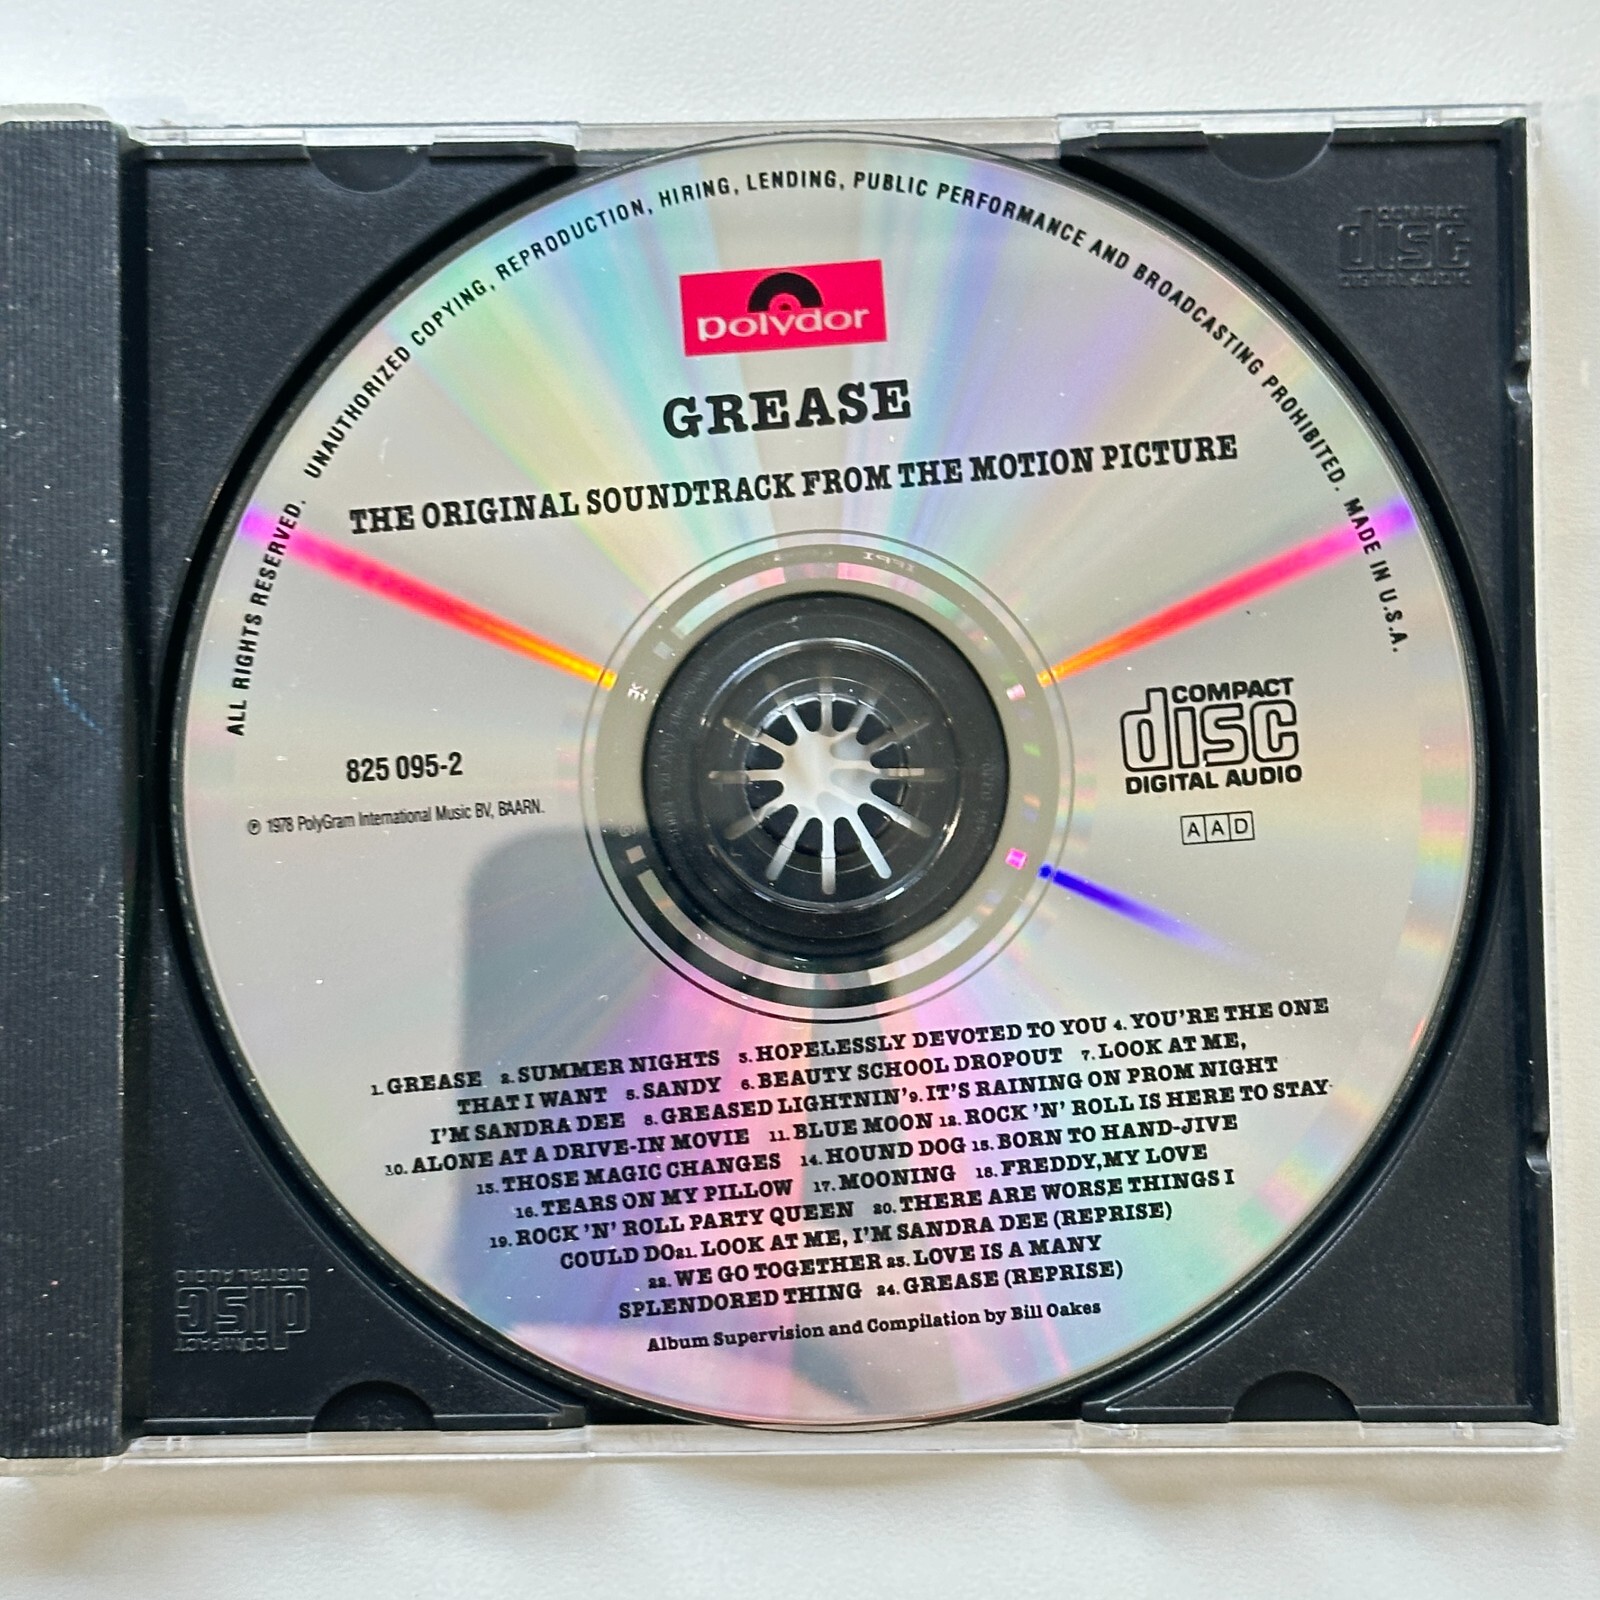 ALL RIGHTS RESERVED. UNAUTHORIZED COPYING, REPRODUCTION, HIRING, LENDING, PUBLIC PERFORMANCE AND BROADCASTING PROHIBITED. MADE IN U.S.A.
polydor
GREASE
THE ORIGINAL SOUNDTRACK FROM THE MOTION PICTURE
825 095-2
℗ 1978 PolyGram International Music BV, BAARN.
COMPACT
disc
DIGITAL AUDIO
AAD
1. GREASE 2. SUMMER NIGHTS 3. HOPELESSLY DEVOTED TO YOU 4. YOU'RE THE ONE
THAT I WANT 5. SANDY 6. BEAUTY SCHOOL DROPOUT 7. LOOK AT ME,
I'M SANDRA DEE 8. GREASED LIGHTNIN' 9. IT'S RAINING ON PROM NIGHT
10. ALONE AT A DRIVE-IN MOVIE 11. BLUE MOON 12. ROCK 'N' ROLL IS HERE TO STAY
13. THOSE MAGIC CHANGES 14. HOUND DOG 15. BORN TO HAND-JIVE
16. TEARS ON MY PILLOW 17. MOONING 18. FREDDY, MY LOVE
19. ROCK 'N' ROLL PARTY QUEEN 20. THERE ARE WORSE THINGS I
COULD DO 21. LOOK AT ME, I'M SANDRA DEE (REPRISE)
22. WE GO TOGETHER 23. LOVE IS A MANY
SPLENDORED THING 24. GREASE (REPRISE)
Album Supervision and Compilation by Bill Oakes
COMPACT
disc
DIGITAL AUDIO
COMPACT
disc
DIGITAL AUDIO